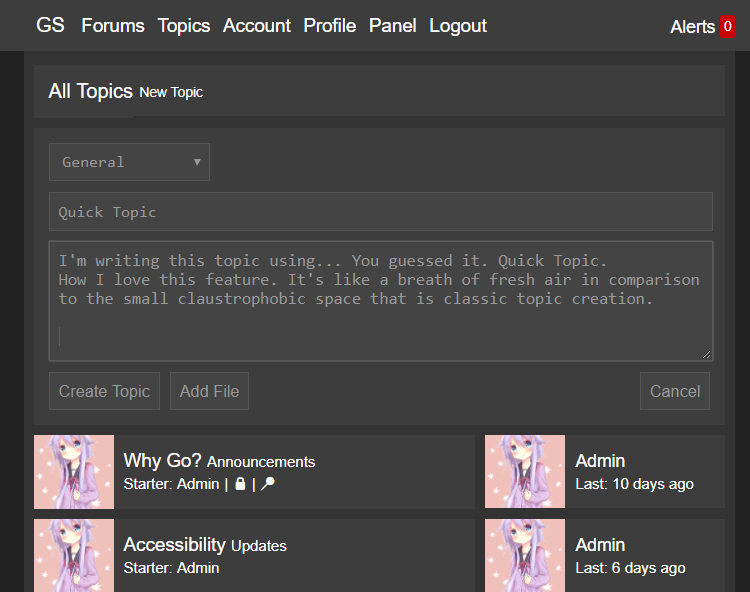 GS Forums Topics Account Profile Panel Logout Alerts 0
All Topics New Topic
General
Quick Topic
I'm writing this topic using... You guessed it. Quick Topic.
How I love this feature. It's like a breath of fresh air in comparison
to the small claustrophobic space that is classic topic creation.
Create Topic Add File Cancel
Why Go? Announcements
Starter: Admin | |
Admin
Last: 10 days ago
Accessibility Updates
Starter: Admin
Admin
Last: 6 days ago